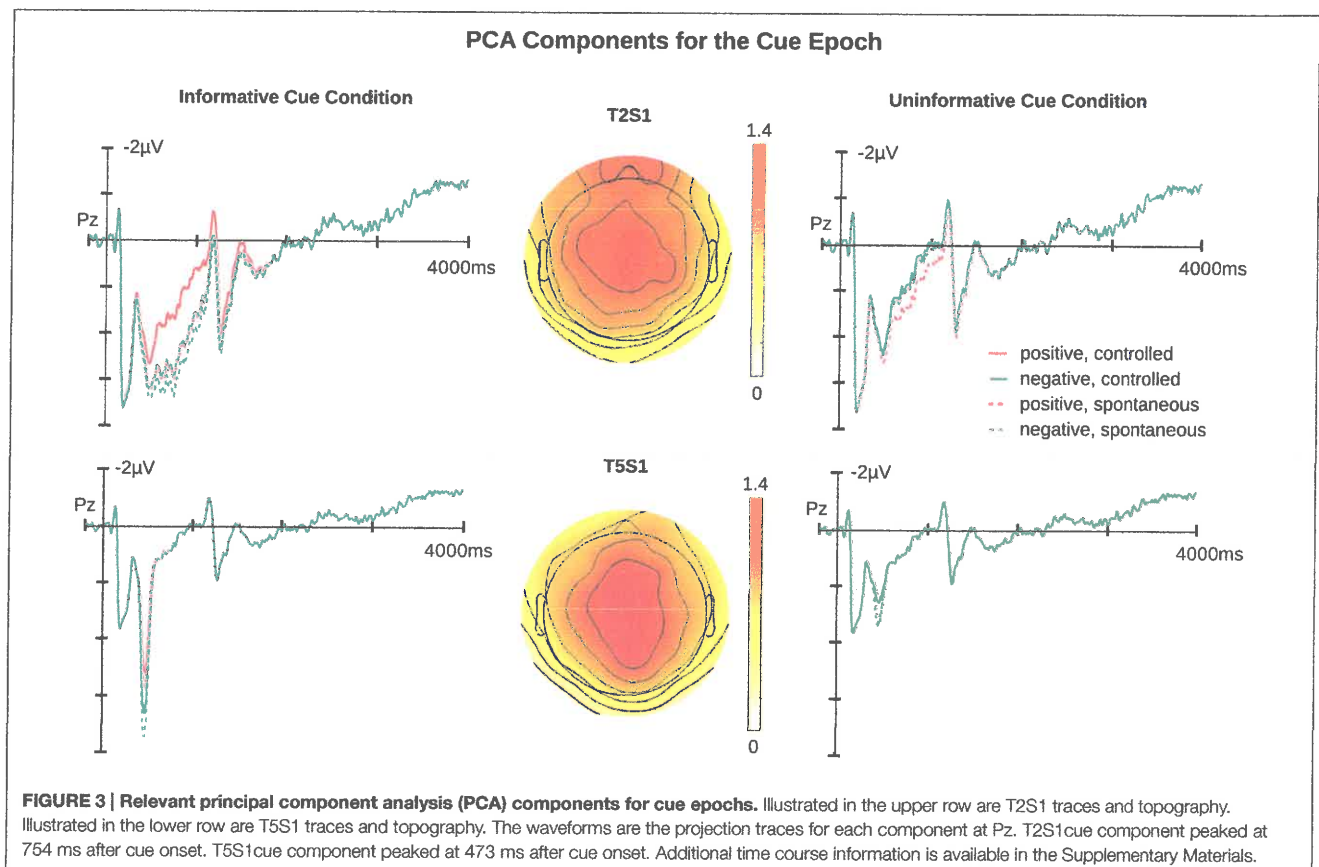 PCA Components for the Cue Epoch
Informative Cue Condition
T2S1
Uninformative Cue Condition
-2µV
Pz
4000ms
1.4
0
-2µV
Pz
4000ms
positive, controlled
negative, controlled
positive, spontaneous
negative, spontaneous
-2µV
Pz
4000ms
T5S1
1.4
0
-2µV
Pz
4000ms
FIGURE 3 | Relevant principal component analysis (PCA) components for cue epochs. Illustrated in the upper row are T2S1 traces and topography.
Illustrated in the lower row are T5S1 traces and topography. The waveforms are the projection traces for each component at Pz. T2S1cue component peaked at
754 ms after cue onset. T5S1cue component peaked at 473 ms after cue onset. Additional time course information is available in the Supplementary Materials.